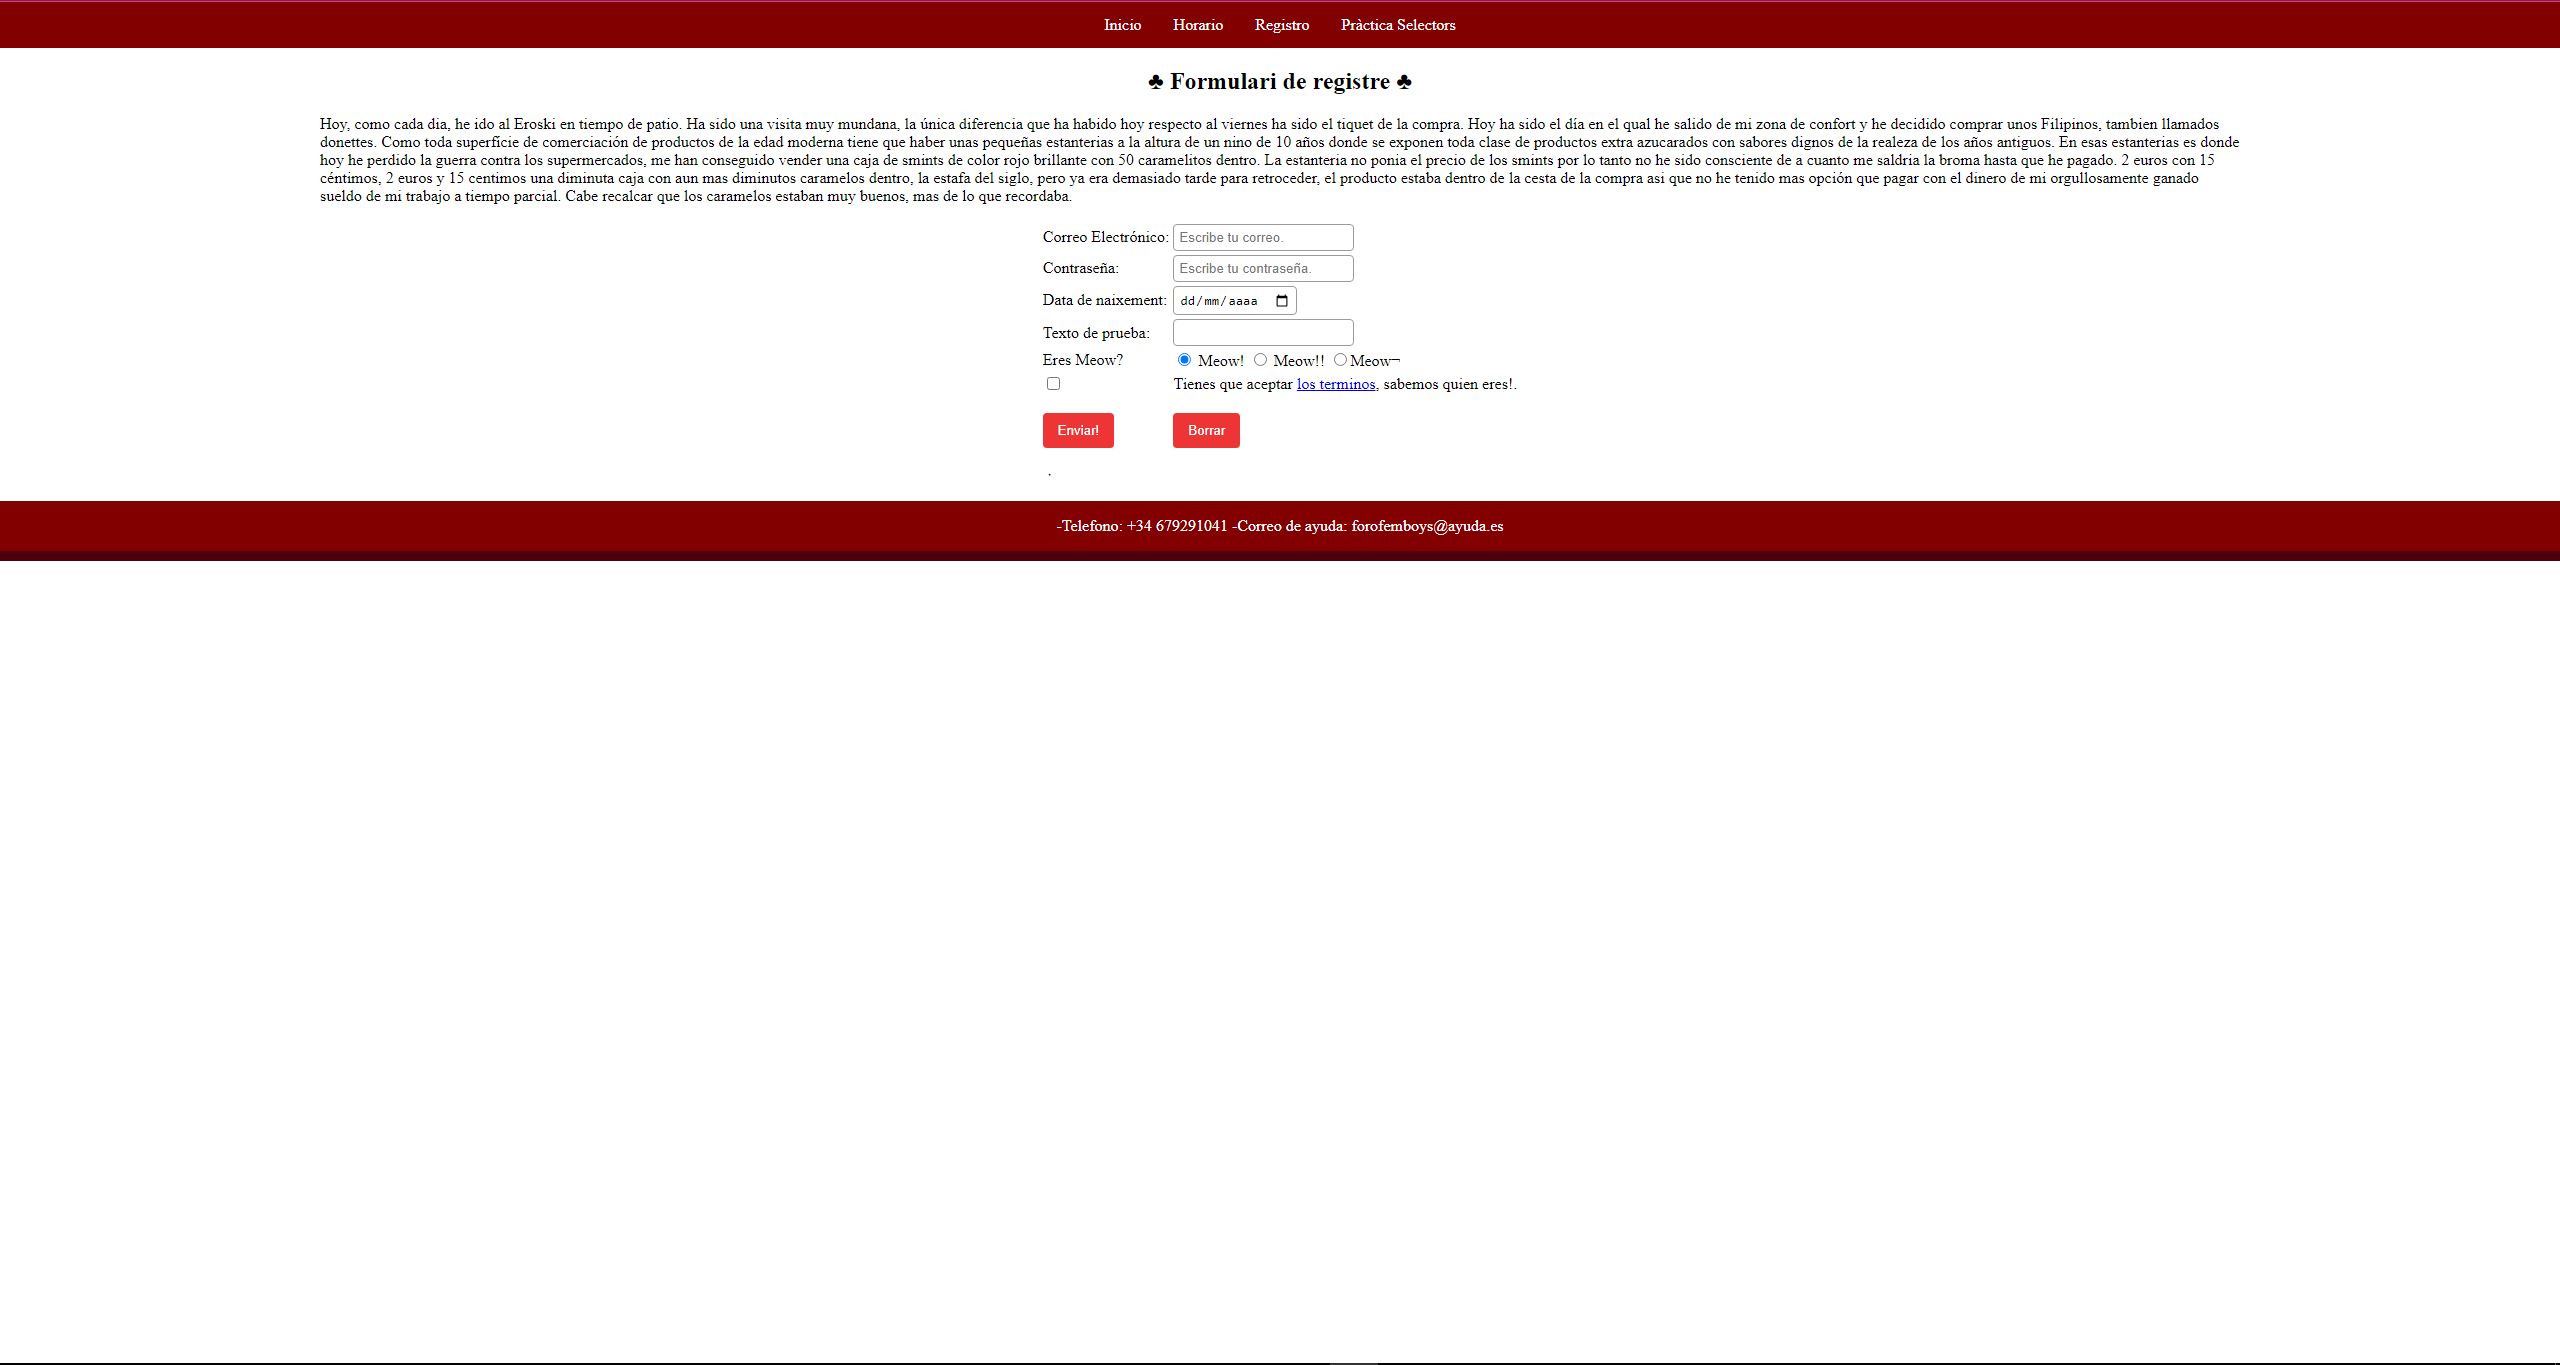 Inicio Horario Registro Pràctica Selectors
♣ Formulari de registre ♣
Hoy, como cada dia, he ido al Eroski en tiempo de patio. Ha sido una visita muy mundana, la única diferencia que ha habido hoy respecto al viernes ha sido el tiquet de la compra. Hoy ha sido el día en el qual he salido de mi zona de confort y he decidido comprar unos Filipinos, tambien llamados
donettes. Como toda superfície de comerciación de productos de la edad moderna tiene que haber unas pequeñas estanterias a la altura de un nino de 10 años donde se exponen toda clase de productos extra azucarados con sabores dignos de la realeza de los años antiguos. En esas estanterias es donde
hoy he perdido la guerra contra los supermercados, me han conseguido vender una caja de smints de color rojo brillante con 50 caramelitos dentro. La estanteria no ponia el precio de los smints por lo tanto no he sido consciente de a cuanto me saldria la broma hasta que he pagado. 2 euros con 15
céntimos, 2 euros y 15 centimos una diminuta caja con aun mas diminutos caramelos dentro, la estafa del siglo, pero ya era demasiado tarde para retroceder, el producto estaba dentro de la cesta de la compra asi que no he tenido mas opción que pagar con el dinero de mi orgullosamente ganado
sueldo de mi trabajo a tiempo parcial. Cabe recalcar que los caramelos estaban muy buenos, mas de lo que recordaba.
Correo Electrónico: Escribe tu correo.
Contraseña: Escribe tu contraseña.
Data de naixement: dd/mm/aaaa
Texto de prueba:
Eres Meow? Meow! Meow!! Meow¬
Tienes que aceptar los terminos, sabemos quien eres!.
Enviar! Borrar
.
-Telefono: +34 679291041 -Correo de ayuda: forofemboys@ayuda.es